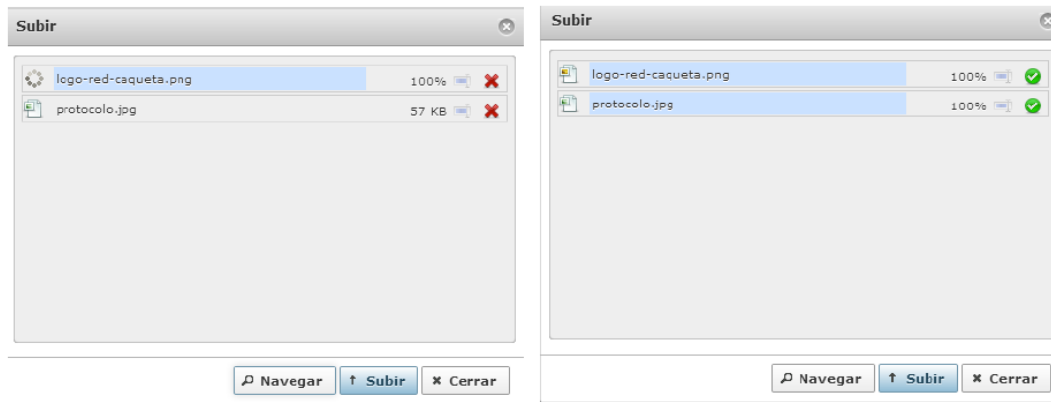 Subir
logo-red-caqueta.png 100%
protocolo.jpg 57 KB
Navegar Subir Cerrar
Subir
logo-red-caqueta.png 100%
protocolo.jpg 100%
Navegar Subir Cerrar